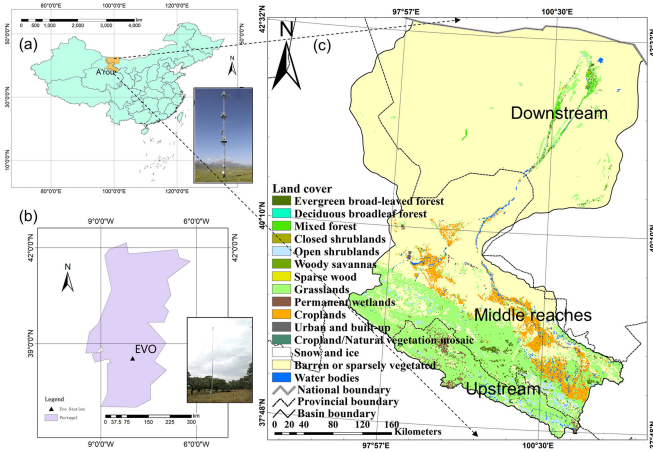 0 500 1,000 2,000 3,000 4,000
km
80°0'0"E 100°0'0"E 120°0'0"E
(a)
A'rou
N
30°0'0"N
10°0'0"N
80°0'0"E 100°0'0"E 120°0'0"E
(b)
9°0'0"W 6°0'0"W
42°0'0"N
N
39°0'0"N
EVO
Legend
Evo Station
Portugal
0 37.5 75 150 225 300
km
9°0'0"W 6°0'0"W
(c)
97°57'E 100°30'E
42°32'N
N
Downstream
40°10'N
Land cover
Evergreen broad-leaved forest
Deciduous broadleaf forest
Mixed forest
Closed shrublands
Open shrublands
Woody savannas
Sparse wood
Grasslands
Permanent wetlands
Croplands
Urban and built-up
Cropland/Natural vegetation mosaic
Snow and ice
Barren or sparsely vegetated
Water bodies
National boundary
Provincial boundary
Basin boundary
Middle reaches
Upstream
0 20 40 80 120 160
Kilometers
37°48'N
97°57'E 100°30'E